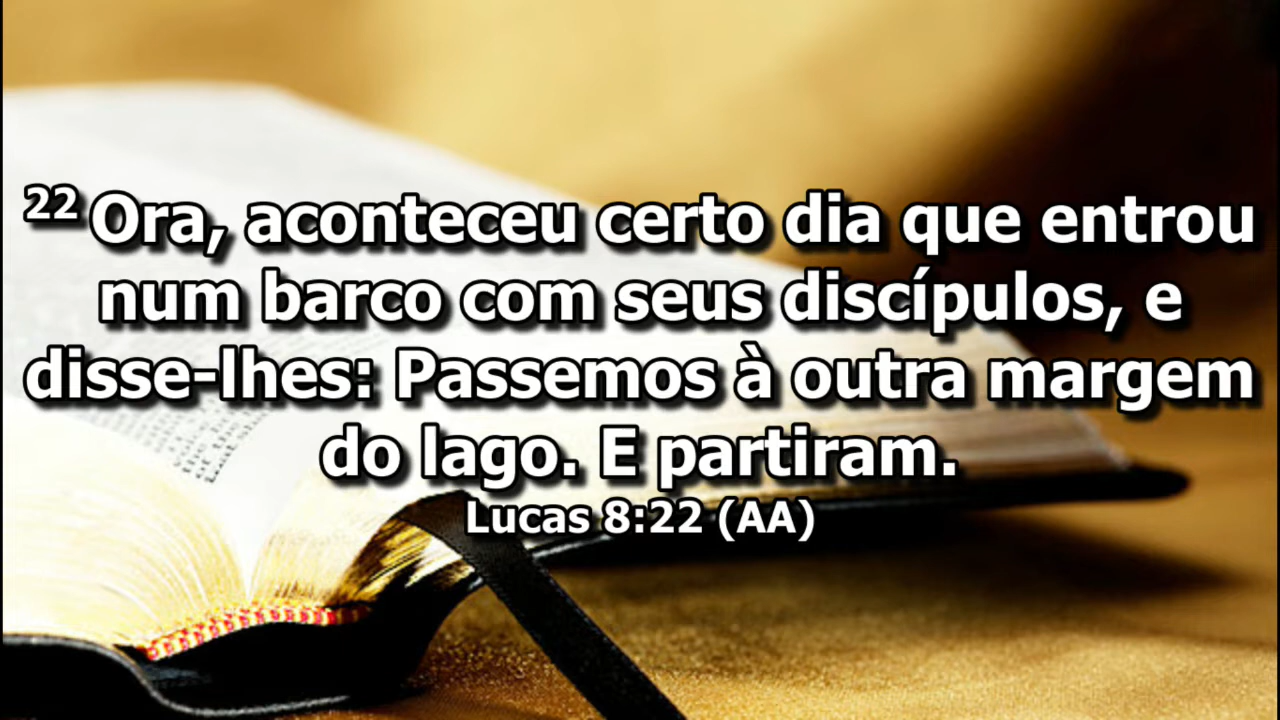 22 Ora, aconteceu certo dia que entrou
num barco com seus discípulos, e
disse-lhes: Passemos à outra margem
do lago. E partiram.
Lucas 8:22 (AA)